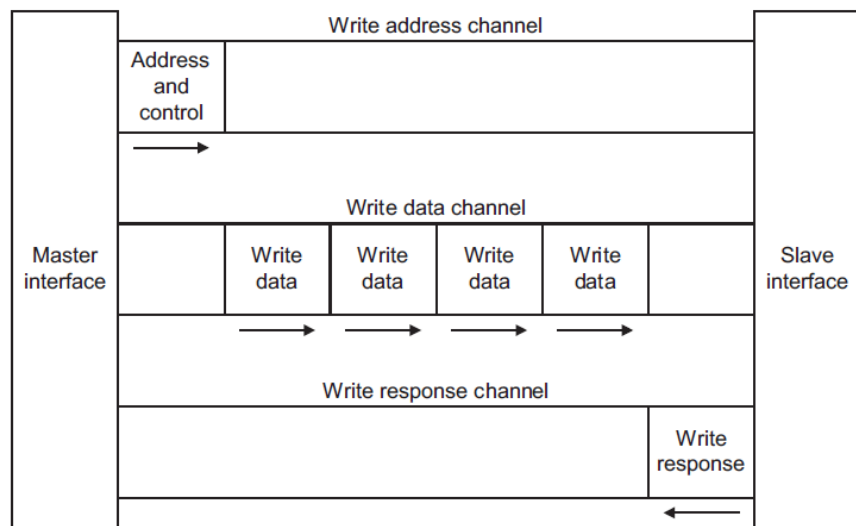 Write address channel
Address
and
control
Write data channel
Master
interface
Write
data
Write
data
Write
data
Write
data
Slave
interface
Write response channel
Write
response